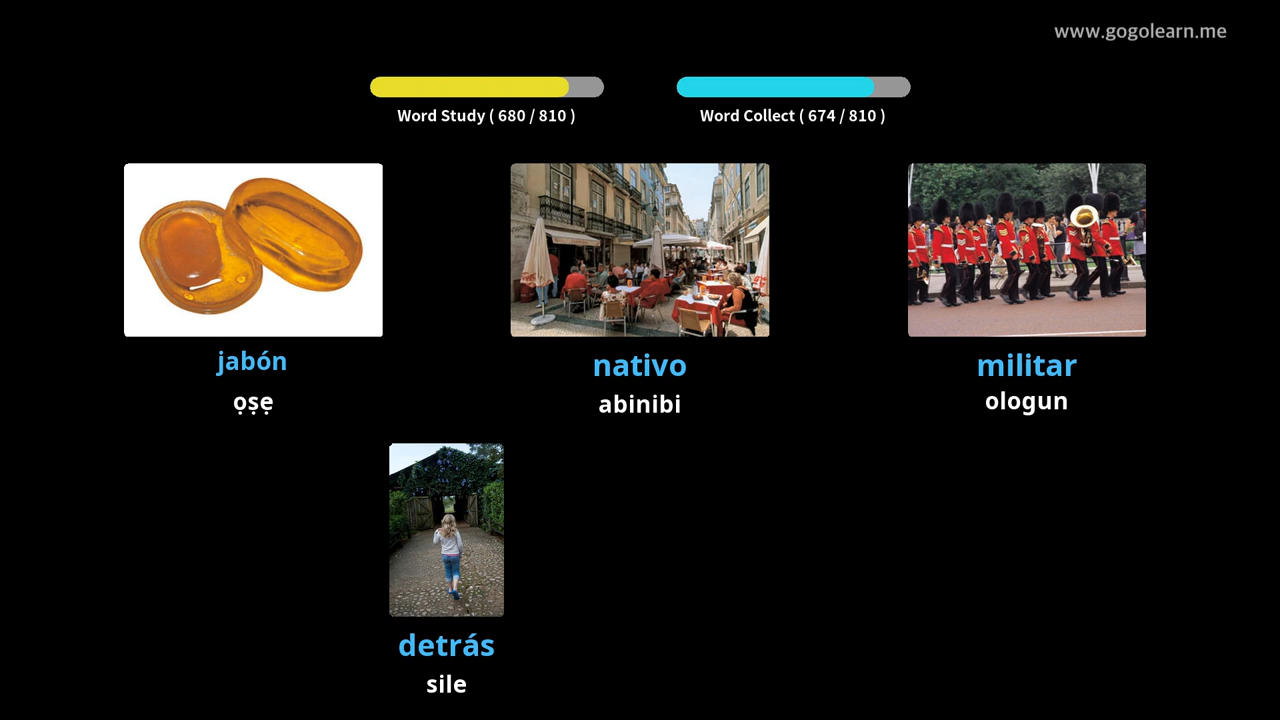 www.gogolearn.me
Word Study ( 680 / 810 )
Word Collect ( 674 / 810 )
jabón
ọṣẹ
nativo
abinibi
militar
ologun
detrás
sile